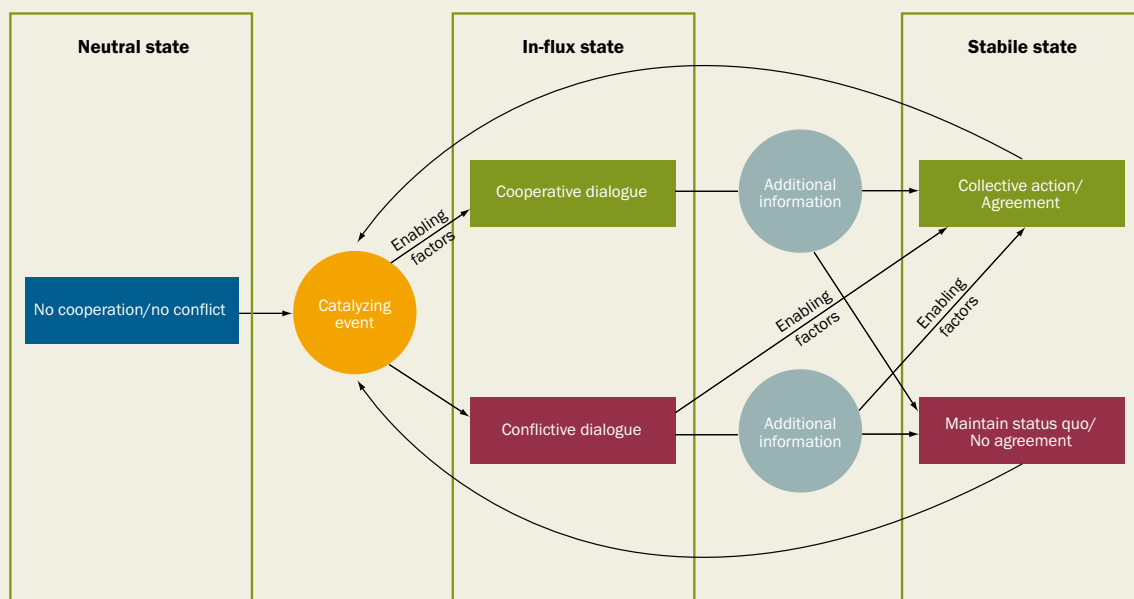 Neutral state
In-flux state
Stabile state
Cooperative dialogue
Additional
information
Collective action/
Agreement
Enabling
factors
No cooperation/no conflict
Catalyzing
event
Enabling
factors
Enabling
factors
Conflictive dialogue
Additional
information
Maintain status quo/
No agreement